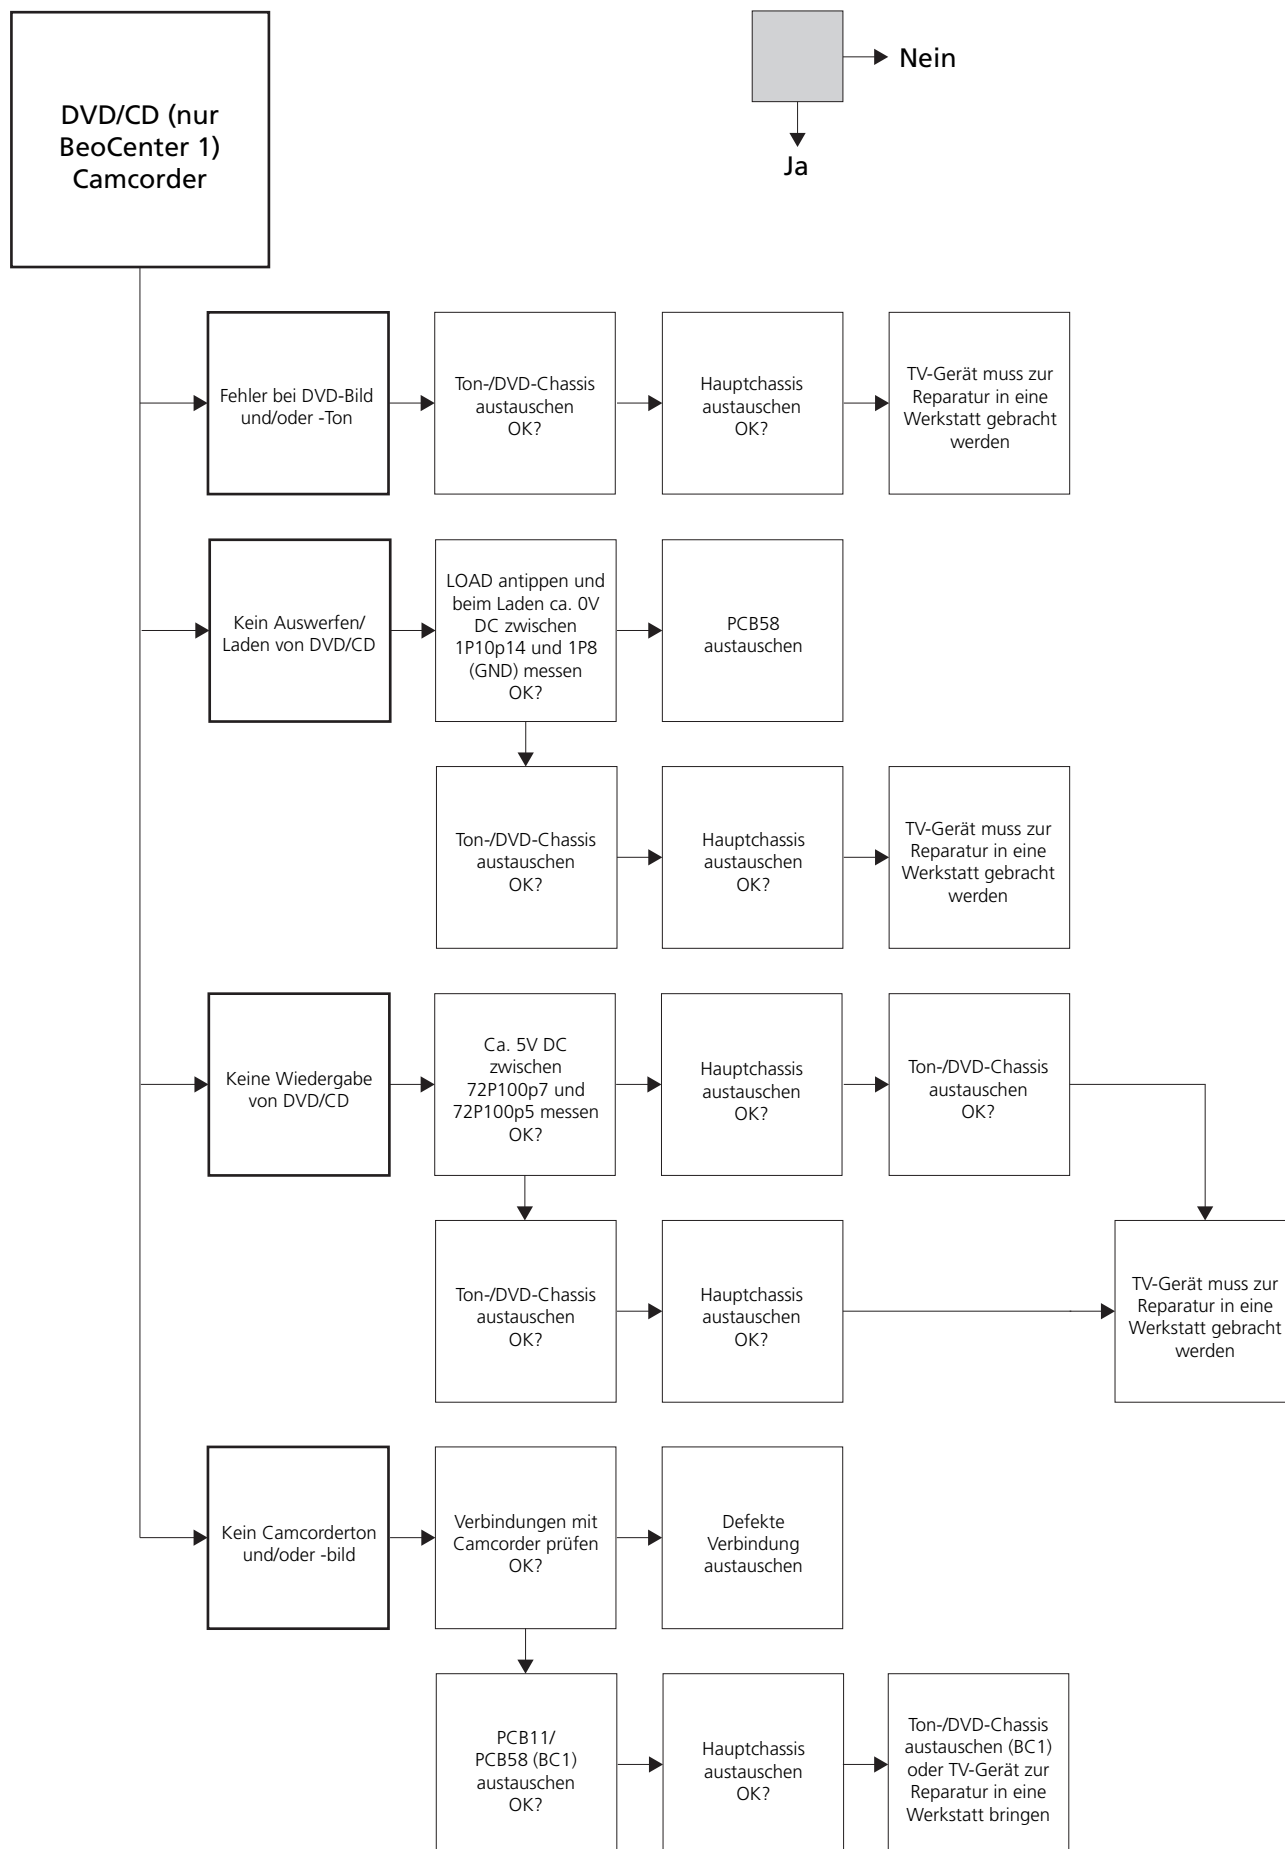 DVD/CD (nur
BeoCenter 1)
Camcorder
Nein
Ja
Fehler bei DVD-Bild
und/oder -Ton
Ton-/DVD-Chassis
austauschen
OK?
Hauptchassis
austauschen
OK?
TV-Gerät muss zur
Reparatur in eine
Werkstatt gebracht
werden
Kein Auswerfen/
Laden von DVD/CD
LOAD antippen und
beim Laden ca. 0V
DC zwischen
1P10p14 und 1P8
(GND) messen
OK?
PCB58
austauschen
Ton-/DVD-Chassis
austauschen
OK?
Hauptchassis
austauschen
OK?
TV-Gerät muss zur
Reparatur in eine
Werkstatt gebracht
werden
Keine Wiedergabe
von DVD/CD
Ca. 5V DC
zwischen
72P100p7 und
72P100p5 messen
OK?
Hauptchassis
austauschen
OK?
Ton-/DVD-Chassis
austauschen
OK?
Ton-/DVD-Chassis
austauschen
OK?
Hauptchassis
austauschen
OK?
TV-Gerät muss zur
Reparatur in eine
Werkstatt gebracht
werden
Kein Camcorderton
und/oder -bild
Verbindungen mit
Camcorder prüfen
OK?
Defekte
Verbindung
austauschen
PCB11/
PCB58 (BC1)
austauschen
OK?
Hauptchassis
austauschen
OK?
Ton-/DVD-Chassis
austauschen (BC1)
oder TV-Gerät zur
Reparatur in eine
Werkstatt bringen